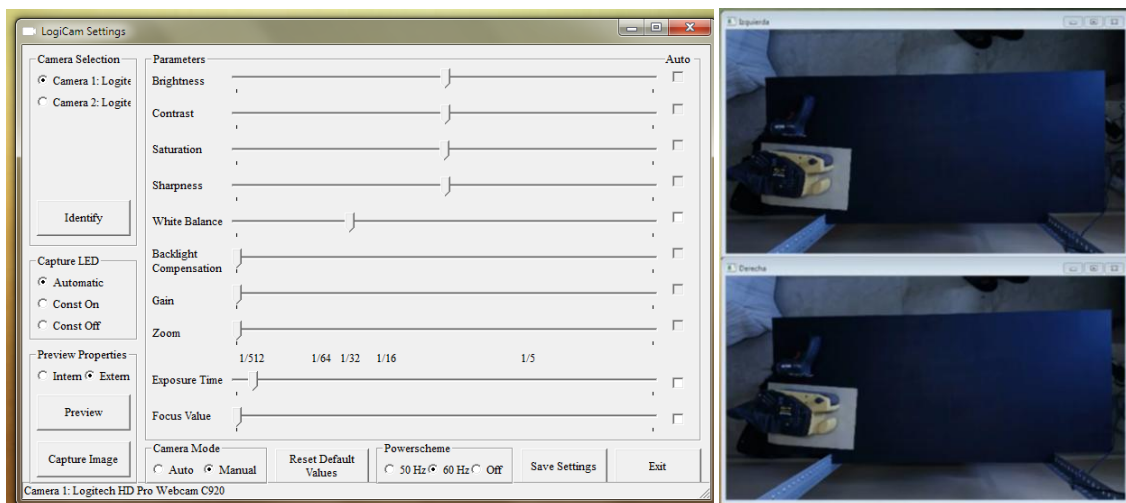 LogiCam Settings
Camera Selection
Camera 1: Logite
Camera 2: Logite
Identify
Capture LED
Automatic
Const On
Const Off
Preview Properties
Intern Extern
Preview
Capture Image
Parameters
Auto
Brightness
Contrast
Saturation
Sharpness
White Balance
Backlight
Compensation
Gain
Zoom
1/512 1/64 1/32 1/16 1/5
Exposure Time
Focus Value
Camera Mode
Auto Manual
Reset Default
Values
Powerscheme
50 Hz 60 Hz Off
Save Settings
Exit
Camera 1: Logitech HD Pro Webcam C920
Izquierda
Derecha